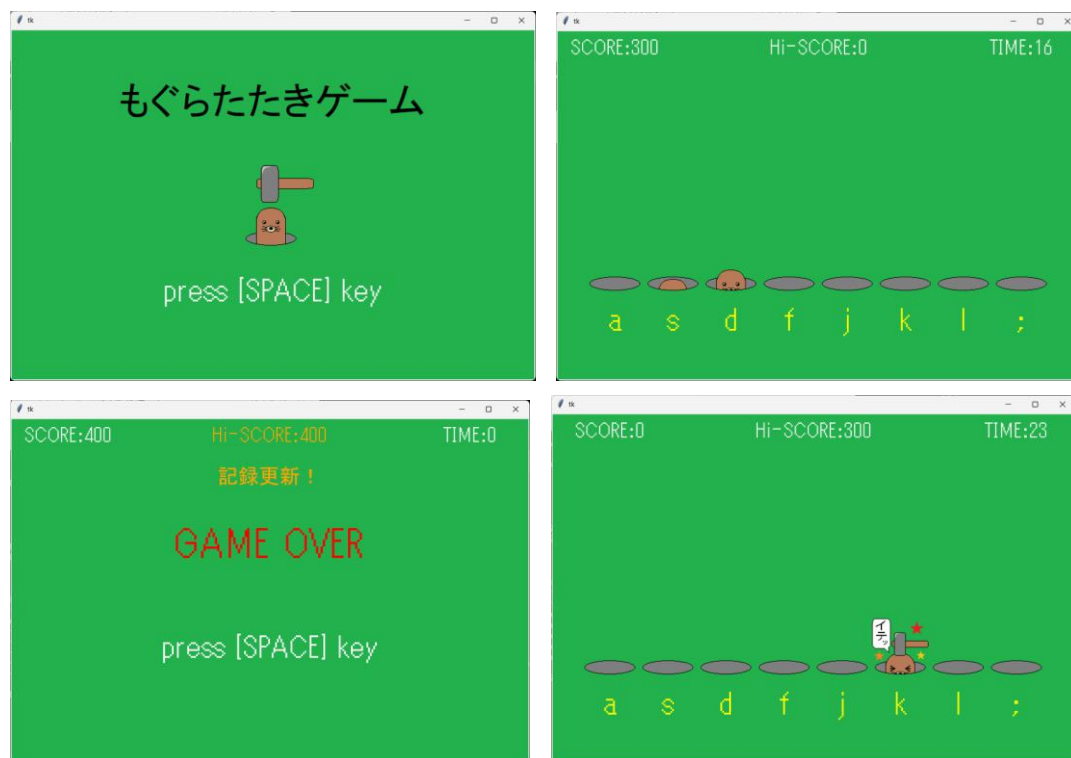 tk
もぐらたたきゲーム
press [SPACE] key
tk
SCORE:300 Hi-SCORE:0 TIME:16
a s d f j k l ;
tk
SCORE:400 Hi-SCORE:400 TIME:0
記録更新！
GAME OVER
press [SPACE] key
tk
SCORE:0 Hi-SCORE:300 TIME:23
イテッ
a s d f j k l ;